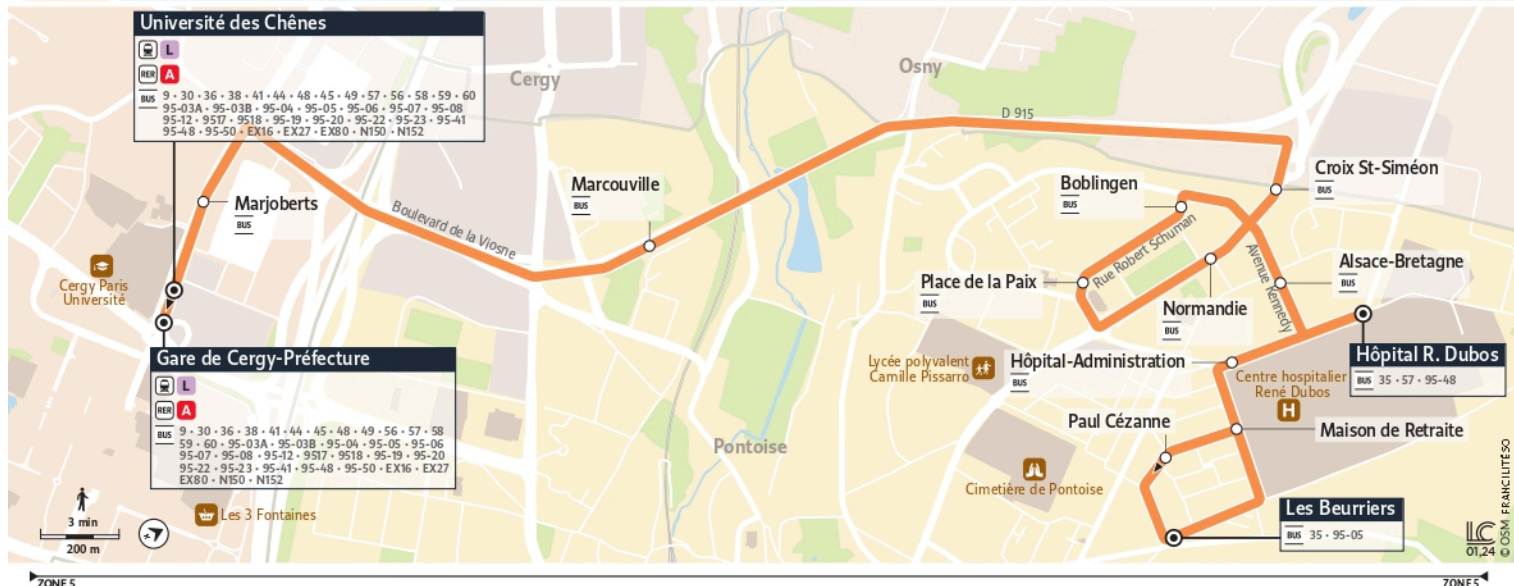 Université des Chênes
L
RER A
BUS 9 • 30 • 36 • 38 • 41 • 44 • 48 • 45 • 49 • 57 • 56 • 58 • 59 • 60
95-03A • 95-03B • 95-04 • 95-05 • 95-06 • 95-07 • 95-08
95-12 • 9517 • 9518 • 95-19 • 95-20 • 95-22 • 95-23 • 95-41
95-48 • 95-50 • EX16 • EX27 • EX80 • N150 • N152
Cergy
Osny
D 915
Marjoberts
BUS
Boulevard de la Viosne
Marcouville
BUS
Boblingen
BUS
Croix St-Siméon
BUS
Cergy Paris
Université
Place de la Paix
BUS
Rue Robert Schuman
Avenue Kennedy
Alsace-Bretagne
BUS
Normandie
BUS
Gare de Cergy-Préfecture
L
RER A
BUS 9 • 30 • 36 • 38 • 41 • 44 • 45 • 48 • 49 • 56 • 57 • 58
59 • 60 • 95-03A • 95-03B • 95-04 • 95-05 • 95-06
95-07 • 95-08 • 95-12 • 9517 • 9518 • 95-19 • 95-20
95-22 • 95-23 • 95-41 • 95-48 • 95-50 • EX16 • EX27
EX80 • N150 • N152
Lycée polyvalent
Camille Pissarro
Hôpital-Administration
BUS
Centre hospitalier
René Dubos
H
Hôpital R. Dubos
BUS 35 • 57 • 95-48
Paul Cézanne
BUS
Maison de Retraite
Pontoise
Cimetière de Pontoise
Les 3 Fontaines
3 min
200 m
Les Beurriers
BUS 35 • 95-05
LC
01,24
© OSM FRANCILITÉ SO
ZONE 5
ZONE 5